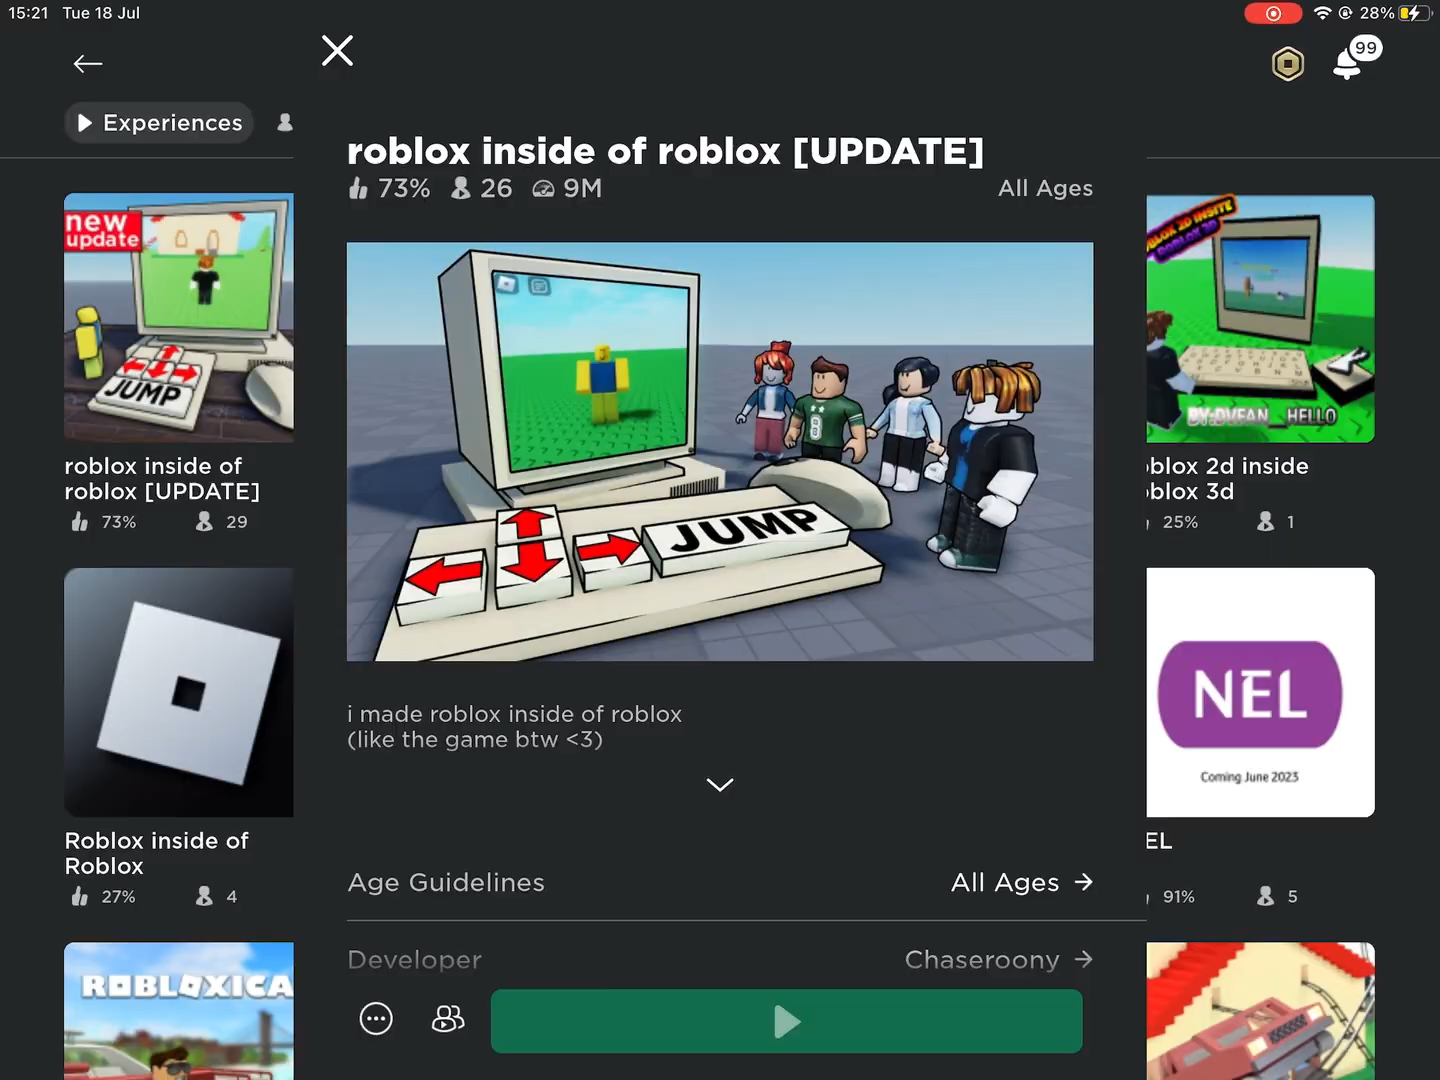 15:21 Tue 18 Jul
28%
99
Experiences
roblox inside of roblox [UPDATE]
73% 26 9M
All Ages
new
update
JUMP
roblox inside of
roblox [UPDATE]
73% 29
JUMP
BY:DVFAN__HELLO
blox 2d inside
blox 3d
25% 1
i made roblox inside of roblox
(like the game btw <3)
Roblox inside of
Roblox
27% 4
NEL
Coming June 2023
EL
91% 5
Age Guidelines
All Ages
Developer
Chaseroony
ROBLOXICA